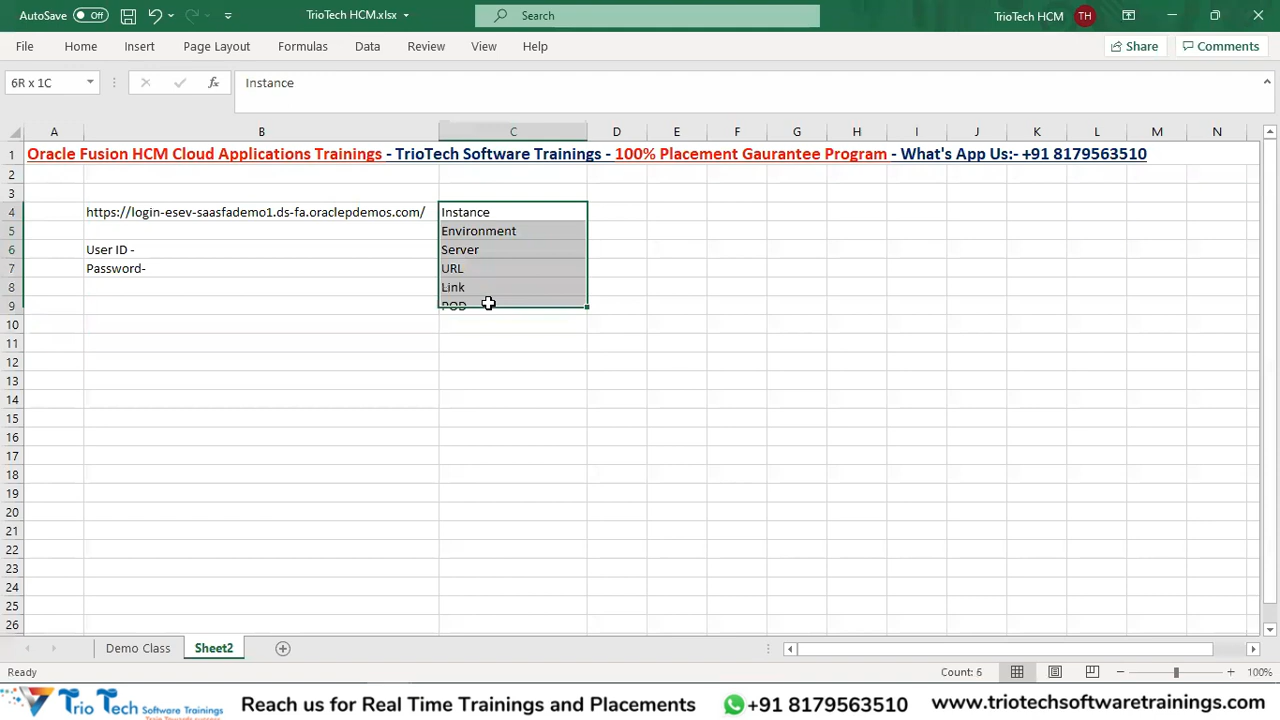 AutoSave Off TrioTech HCM.xlsx Search TrioTech HCM TH
File Home Insert Page Layout Formulas Data Review View Help Share Comments
6R x 1C fx Instance
A B C D E F G H I J K L M N
1 Oracle Fusion HCM Cloud Applications Trainings - TrioTech Software Trainings - 100% Placement Gaurantee Program - What's App Us:- +91 8179563510
2
3
4 https://login-esev-saasfademo1.ds-fa.oraclepdemos.com/ Instance
5 Environment
6 User ID - Server
7 Password- URL
8 Link
9 POD
10
11
12
13
14
15
16
17
18
19
20
21
22
23
24
25
26
Demo Class Sheet2
Ready Count: 6 100%
Trio Tech Software Trainings Reach us for Real Time Trainings and Placements +91 8179563510 www.triotechsoftwaretrainings.com
Trains Towards success